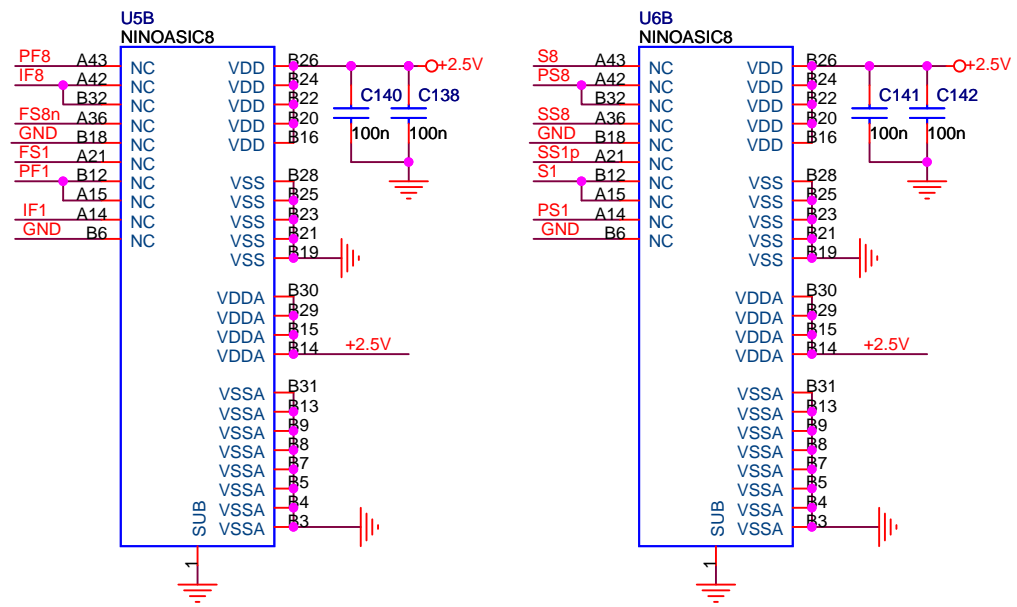 U5B
NINOASIC8
PF8 A43 NC VDD B26 +2.5V
IF8 A42 NC VDD B24
B32 NC VDD B22 C140 C138
FS8n A36 NC VDD B20
100n 100n
GND B18 NC VDD B16
FS1 A21 NC
PF1 B12 NC VSS B28
A15 NC VSS B25
IF1 A14 NC VSS B23
GND B6 NC VSS B21
VSS B19
VDDA B30
VDDA B29
VDDA B15
VDDA B14 +2.5V
VSSA B31
VSSA B13
VSSA B9
VSSA B8
VSSA B7
VSSA B5
VSSA B4
SUB VSSA B3
1
U6B
NINOASIC8
S8 A43 NC VDD B26 +2.5V
PS8 A42 NC VDD B24
B32 NC VDD B22 C141 C142
SS8 A36 NC VDD B20
100n 100n
GND B18 NC VDD B16
SS1p A21 NC
S1 B12 NC VSS B28
A15 NC VSS B25
PS1 A14 NC VSS B23
GND B6 NC VSS B21
VSS B19
VDDA B30
VDDA B29
VDDA B15
VDDA B14 +2.5V
VSSA B31
VSSA B13
VSSA B9
VSSA B8
VSSA B7
VSSA B5
VSSA B4
SUB VSSA B3
1